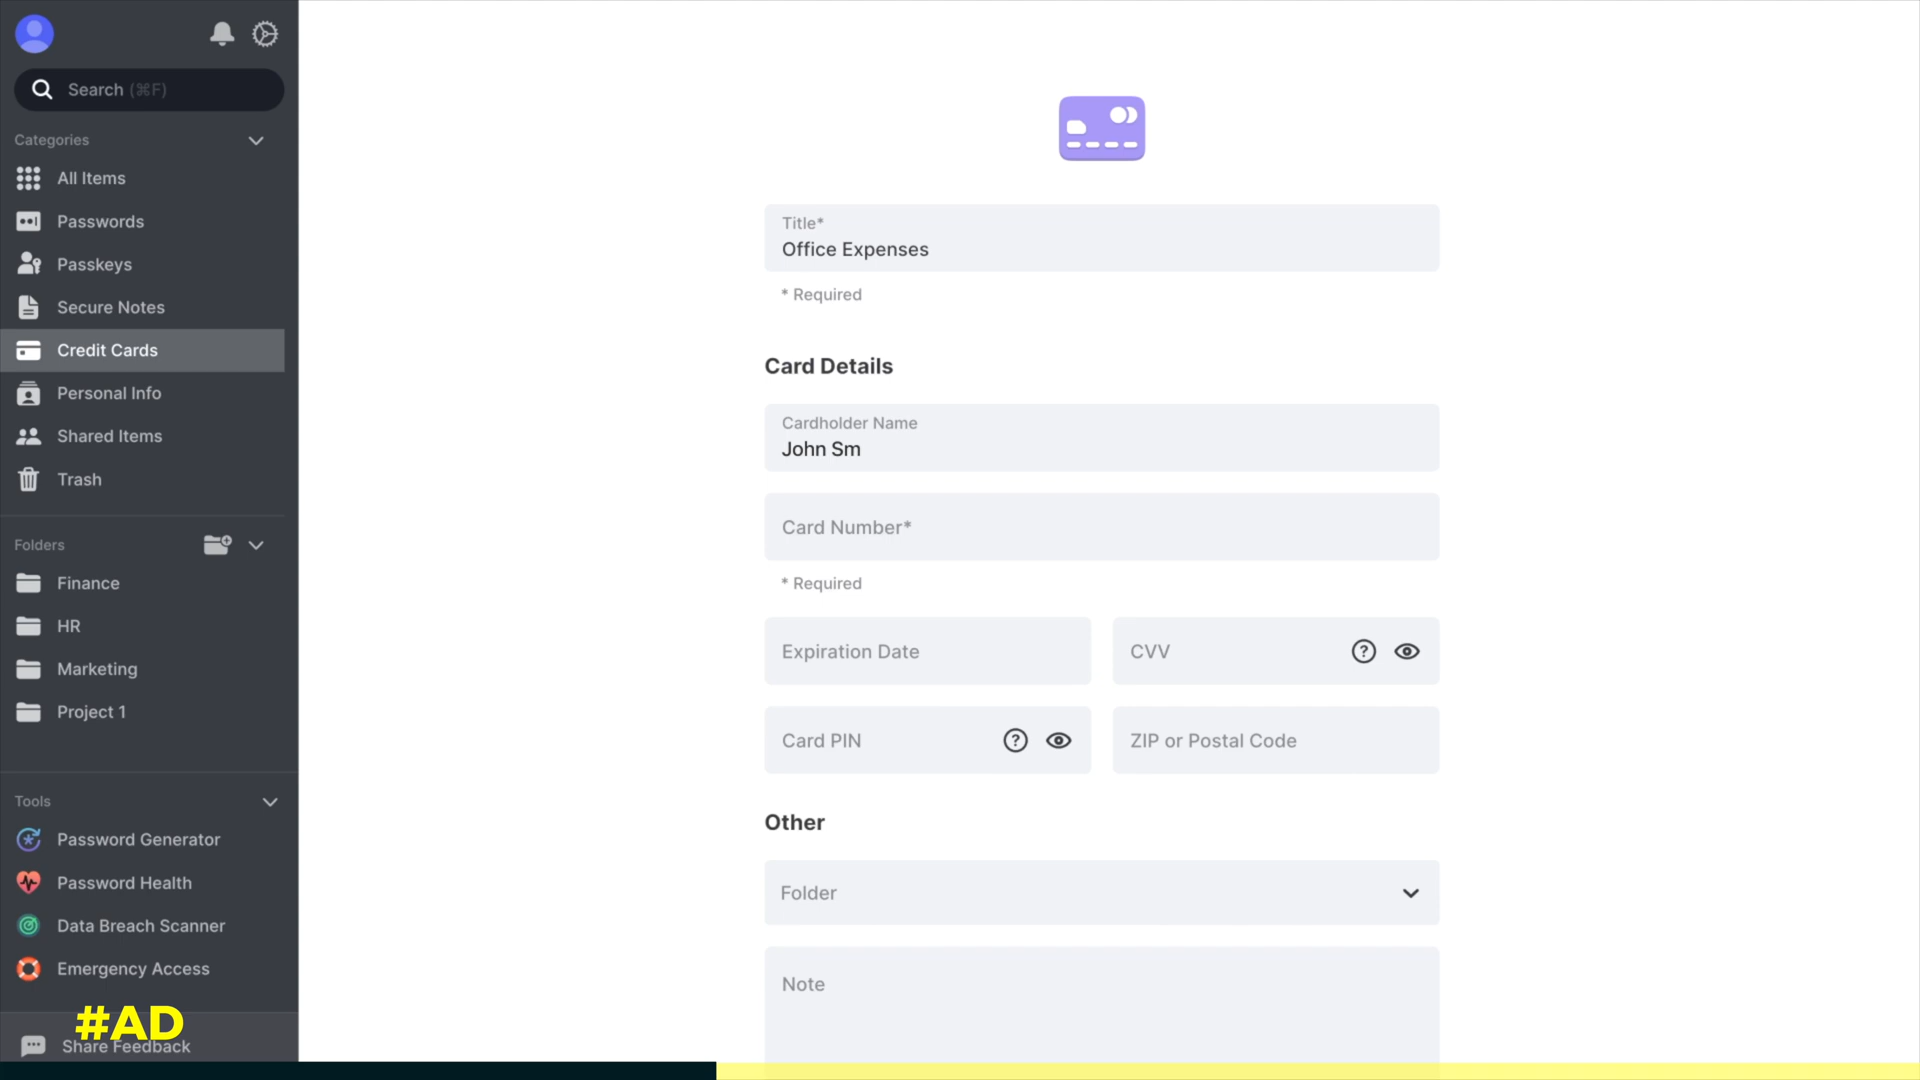 Search (⌘F)
Categories
All Items
Passwords
Passkeys
Secure Notes
Credit Cards
Personal Info
Shared Items
Trash
Folders
Finance
HR
Marketing
Project 1
Tools
Password Generator
Password Health
Data Breach Scanner
Emergency Access
#AD
Share Feedback
Title*
Office Expenses
* Required
Card Details
Cardholder Name
John Sm
Card Number*
* Required
Expiration Date
CVV
Card PIN
ZIP or Postal Code
Other
Folder
Note